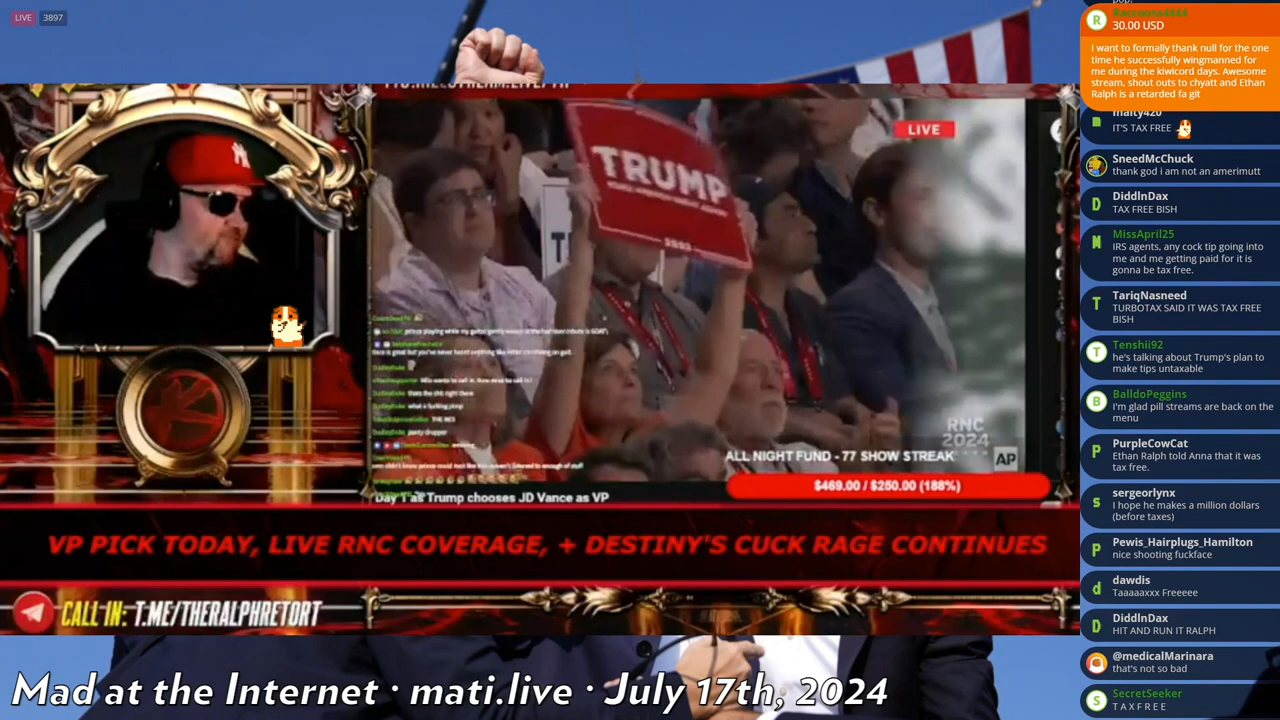 LIVE 3897
LIVE
TRUMP
RNC
2024
ALL NIGHT FUND - 77 SHOW STREAK
AP
$469.00 / $250.00 (188%)
Day 1 as Trump chooses JD Vance as VP
VP PICK TODAY, LIVE RNC COVERAGE, + DESTINY'S CUCK RAGE CONTINUES
CALL IN: T.ME/THERALPHRETORT
Mad at the Internet · mati.live · July 17th, 2024
30.00 USD
I want to formally thank null for the one
time he successfully wingmanned for
me during the kiwicord days. Awesome
stream, shout outs to chyatt and Ethan
Ralph is a retarded fa git
malty420
IT'S TAX FREE
SneedMcChuck
thank god i am not an amerimutt
DiddlnDax
TAX FREE BISH
MissApril25
IRS agents, any cock tip going into
me and me getting paid for it is
gonna be tax free.
TariqNasneed
TURBOTAX SAID IT WAS TAX FREE
BISH
Tenshii92
he's talking about Trump's plan to
make tips untaxable
BalldoPeggins
I'm glad pill streams are back on the
menu
PurpleCowCat
Ethan Ralph told Anna that it was
tax free.
sergeorlynx
I hope he makes a million dollars
(before taxes)
Pewis_Hairplugs_Hamilton
nice shooting fuckface
dawdis
Taaaaaxxx Freeeee
DiddlnDax
HIT AND RUN IT RALPH
@medicalMarinara
that's not so bad
SecretSeeker
T A X F R E E